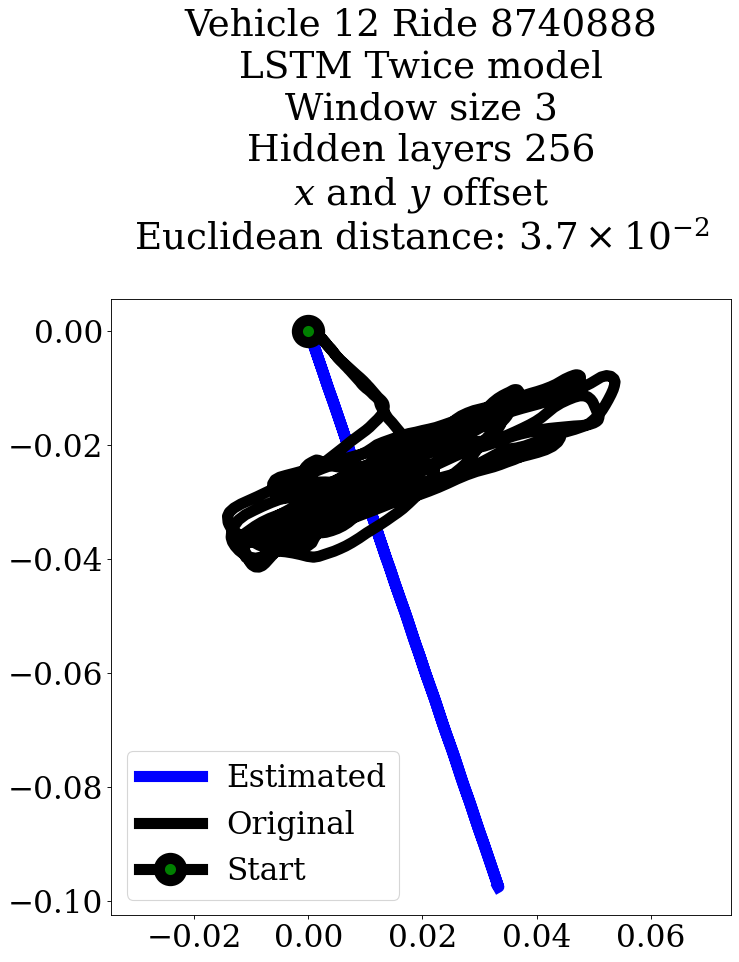 Vehicle 12 Ride 8740888
LSTM Twice model
Window size 3
Hidden layers 256
x and y offset
Euclidean distance: 3.7 × 10⁻²
0.00
−0.02
−0.04
−0.06
−0.08
−0.10
Estimated
Original
Start
−0.02 0.00 0.02 0.04 0.06